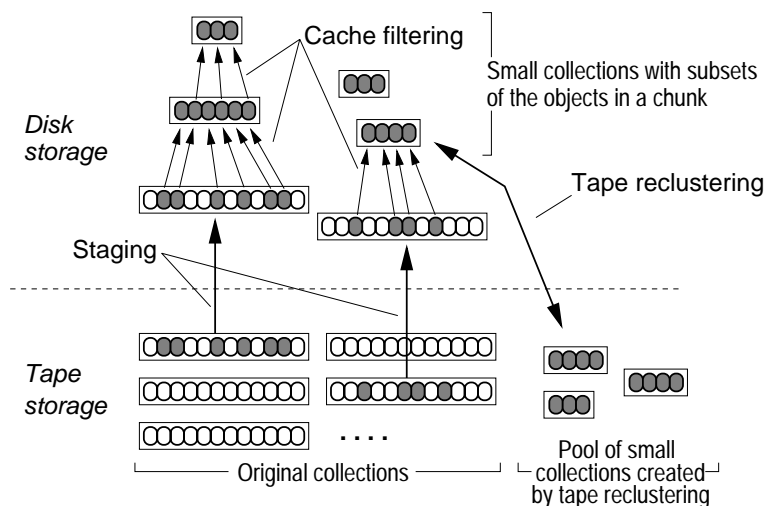 Cache filtering
Small collections with subsets
of the objects in a chunk
Disk
storage
Tape reclustering
Staging
Tape
storage
. . . .
Original collections
Pool of small
collections created
by tape reclustering